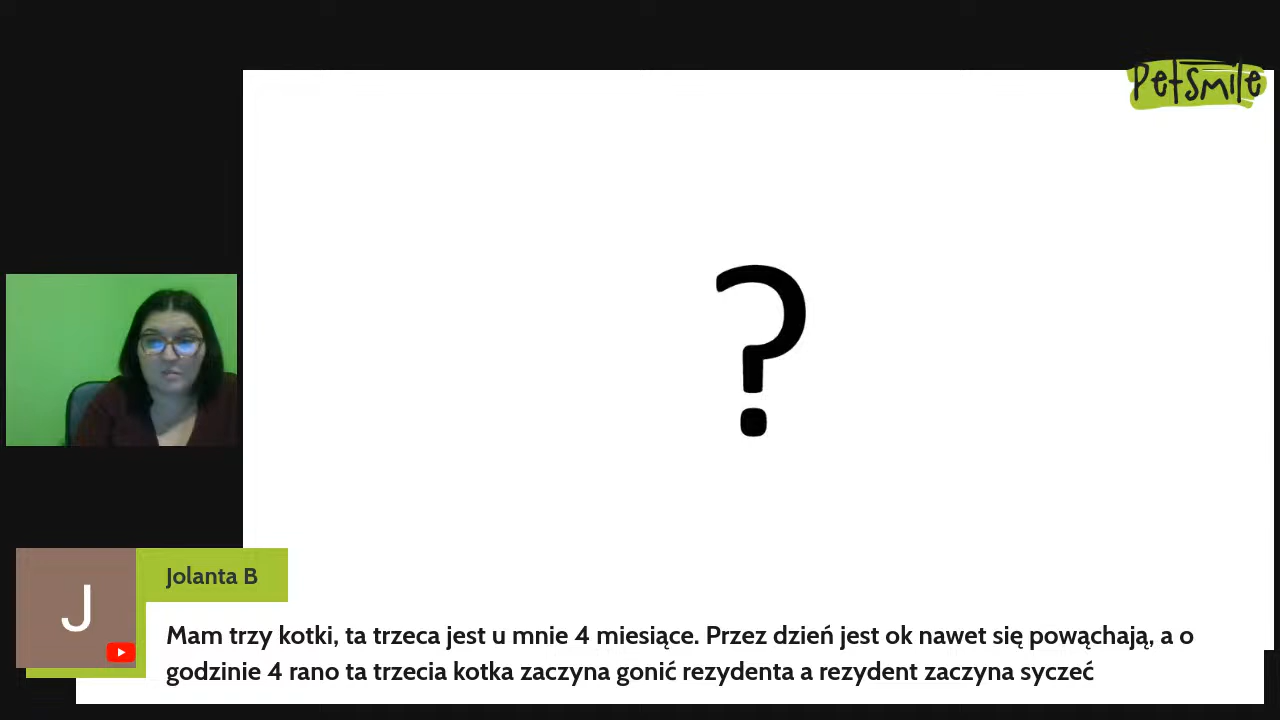 PetSmile
?
Jolanta B
J
Mam trzy kotki, ta trzeca jest u mnie 4 miesiące. Przez dzień jest ok nawet się powąchają, a o
godzinie 4 rano ta trzecia kotka zaczyna gonić rezydenta a rezydent zaczyna syczeć